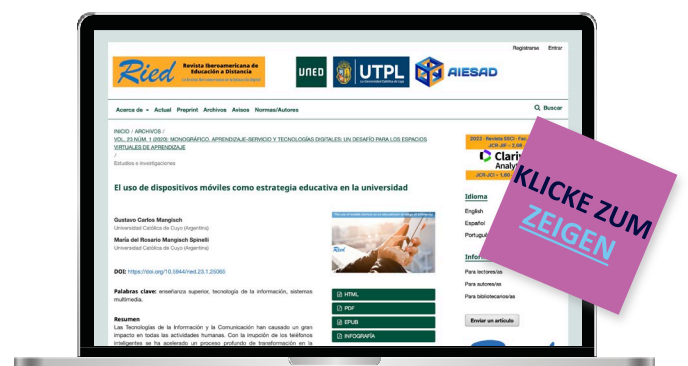 Registrarse Entrar
Ried
Revista Iberoamericana de
Educación a Distancia
UNED
UTPL
AIESAD
Acerca de Actual Preprint Archivos Avisos Normas/Autores
Buscar
INICIO / ARCHIVOS /
VOL. 23 NÚM. 1 (2020): MONOGRÁFICO. APRENDIZAJE-SERVICIO Y TECNOLOGÍAS DIGITALES: UN DESAFÍO PARA LOS ESPACIOS
VIRTUALES DE APRENDIZAJE
/
Estudios e investigaciones
El uso de dispositivos móviles como estrategia educativa en la universidad
Gustavo Carlos Mangisch
Universidad Católica de Cuyo (Argentina)
María del Rosario Mangisch Spinelli
Universidad Católica de Cuyo (Argentina)
DOI: https://doi.org/10.5944/ried.23.1.25065
Palabras clave: enseñanza superior, tecnología de la información, sistemas
multimedia.
Resumen
Las Tecnologías de la Información y la Comunicación han causado un gran
impacto en todas las actividades humanas. Con la irrupción de los teléfonos
inteligentes se ha acelerado un proceso profundo de transformación en la
Ried
HTML
PDF
EPUB
INFOGRAFÍA
Analy
Idioma
English
Español
Portugu
Infor
Para lectores/as
Para autores/as
Para bibliotecarios/as
Enviar un artículo
KLICKE ZUM
ZEIGEN